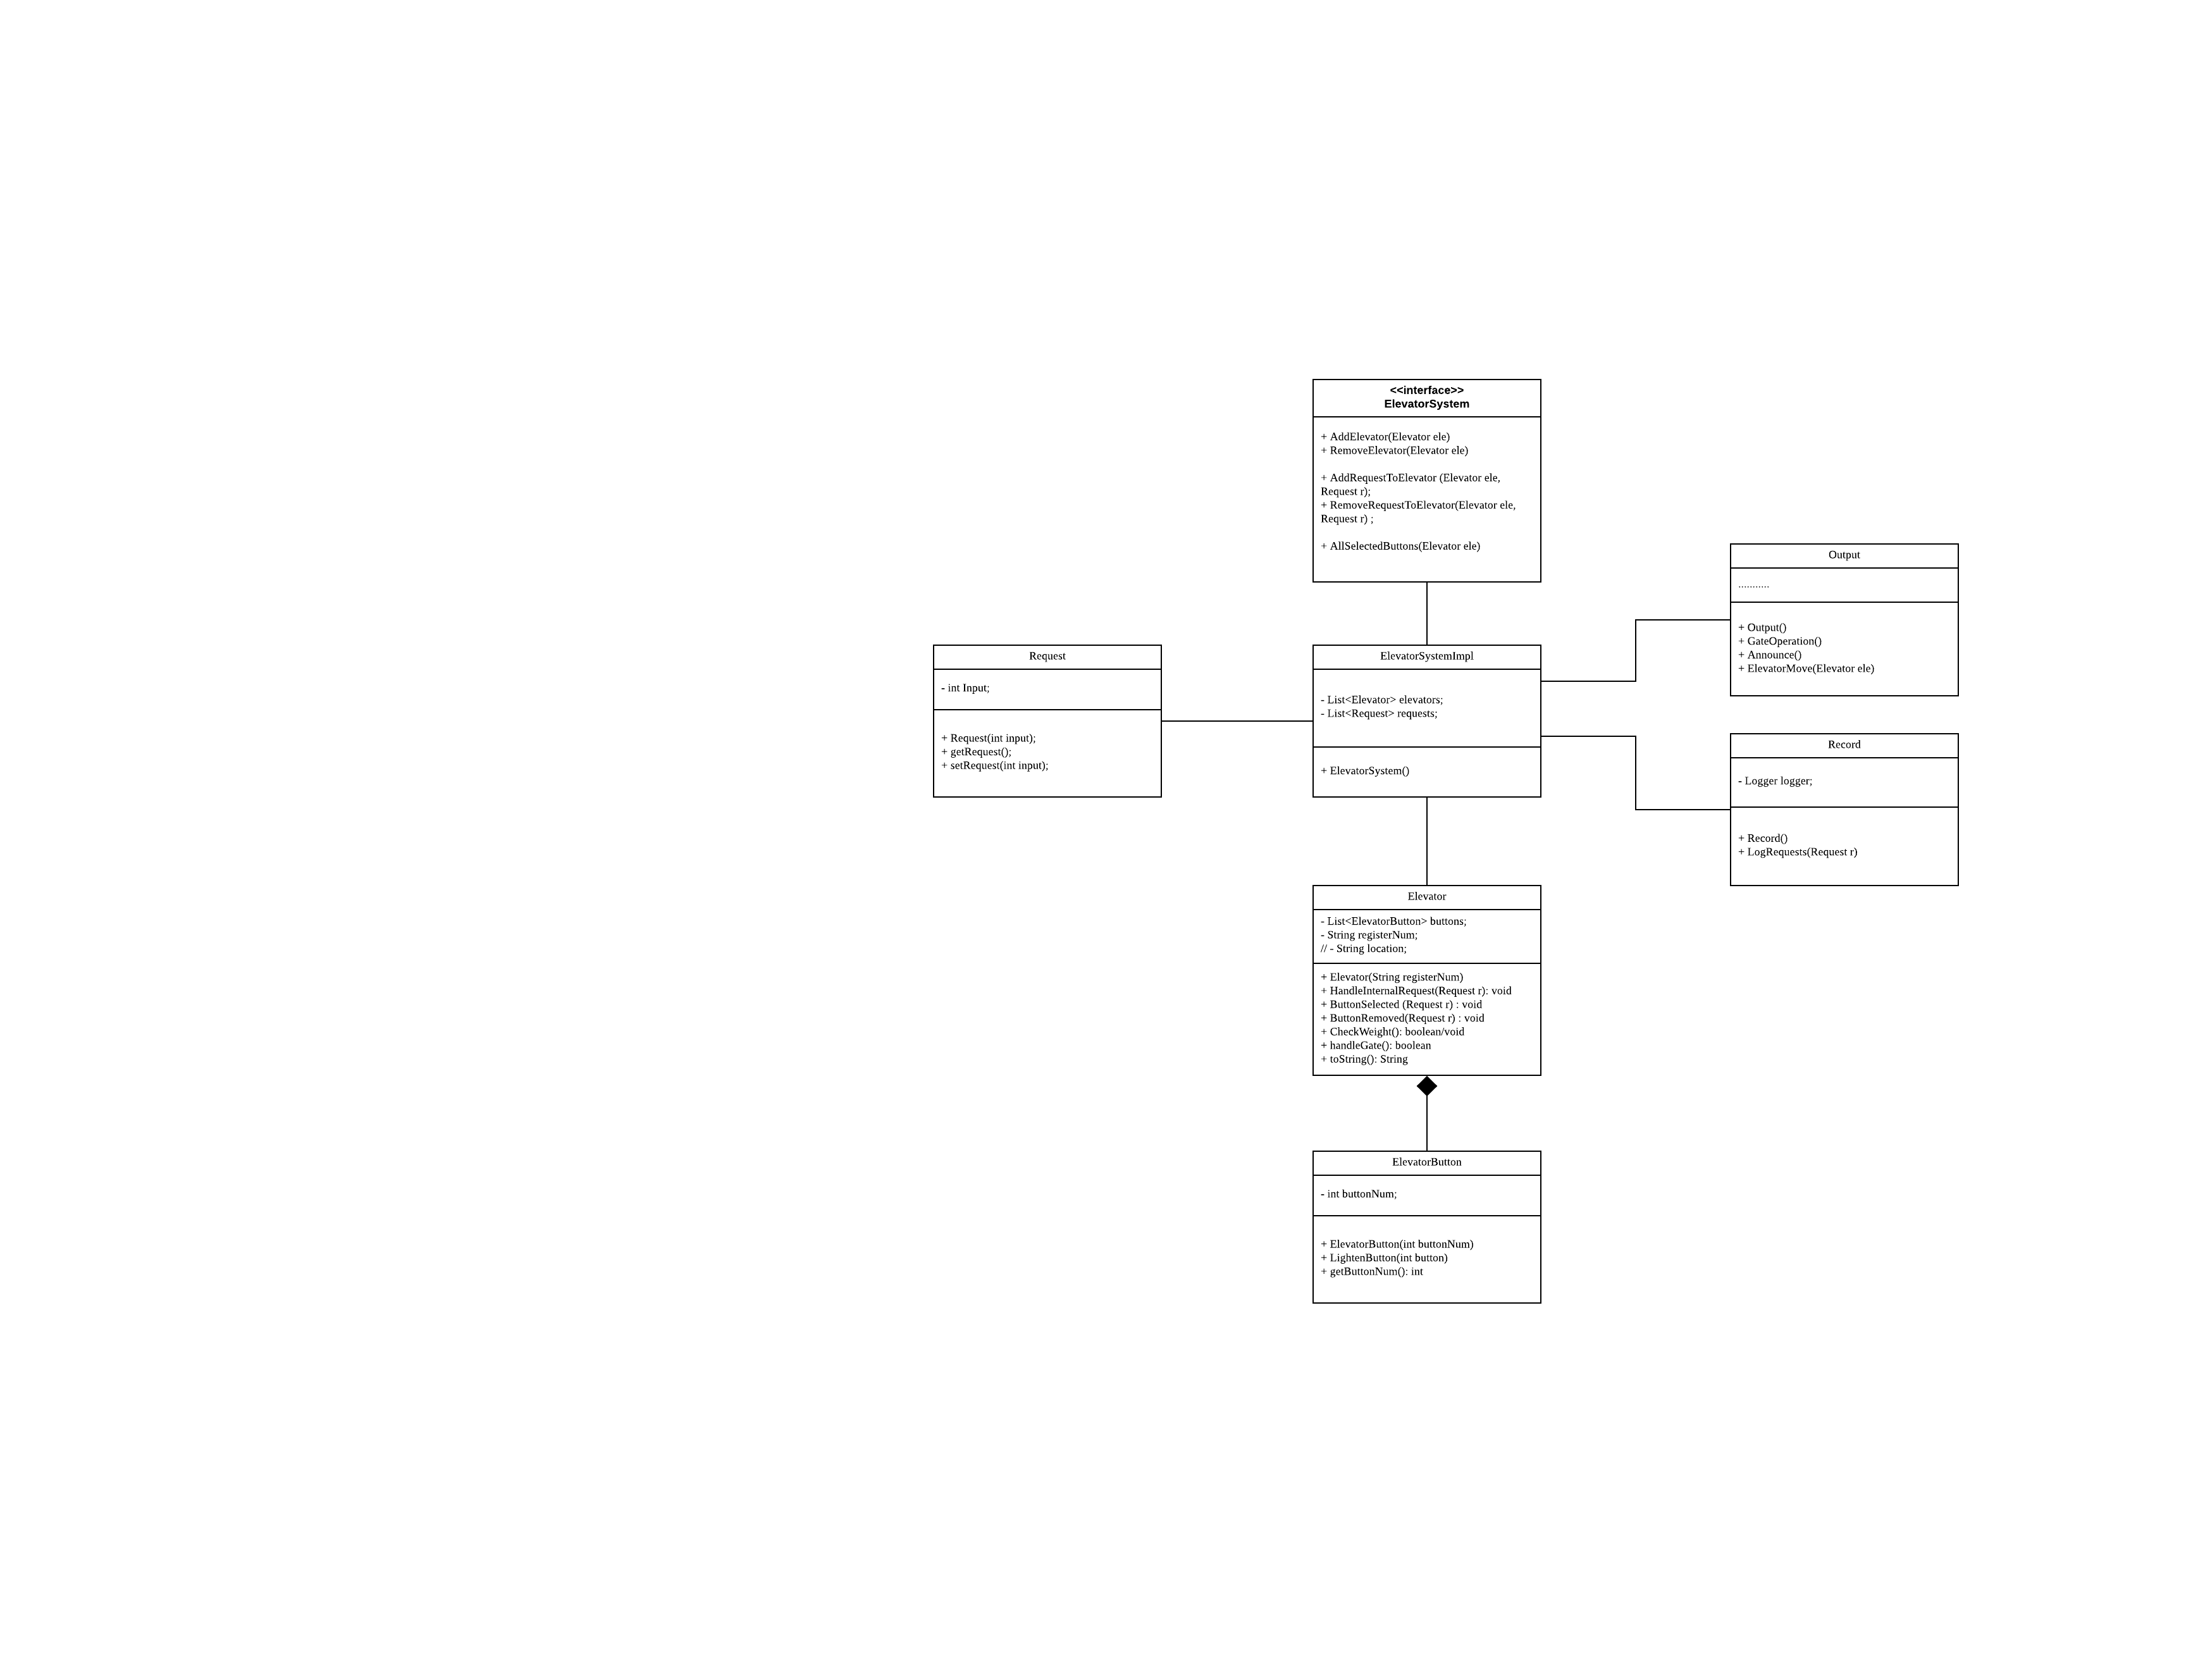 <<interface>>
ElevatorSystem
+ AddElevator(Elevator ele)
+ RemoveElevator(Elevator ele)
+ AddRequestToElevator (Elevator ele,
Request r);
+ RemoveRequestToElevator(Elevator ele,
Request r) ;
+ AllSelectedButtons(Elevator ele)
Output
...........
+ Output()
+ GateOperation()
+ Announce()
+ ElevatorMove(Elevator ele)
Request
- int Input;
+ Request(int input);
+ getRequest();
+ setRequest(int input);
ElevatorSystemImpl
- List<Elevator> elevators;
- List<Request> requests;
+ ElevatorSystem()
Record
- Logger logger;
+ Record()
+ LogRequests(Request r)
Elevator
- List<ElevatorButton> buttons;
- String registerNum;
// - String location;
+ Elevator(String registerNum)
+ HandleInternalRequest(Request r): void
+ ButtonSelected (Request r) : void
+ ButtonRemoved(Request r) : void
+ CheckWeight(): boolean/void
+ handleGate(): boolean
+ toString(): String
ElevatorButton
- int buttonNum;
+ ElevatorButton(int buttonNum)
+ LightenButton(int button)
+ getButtonNum(): int